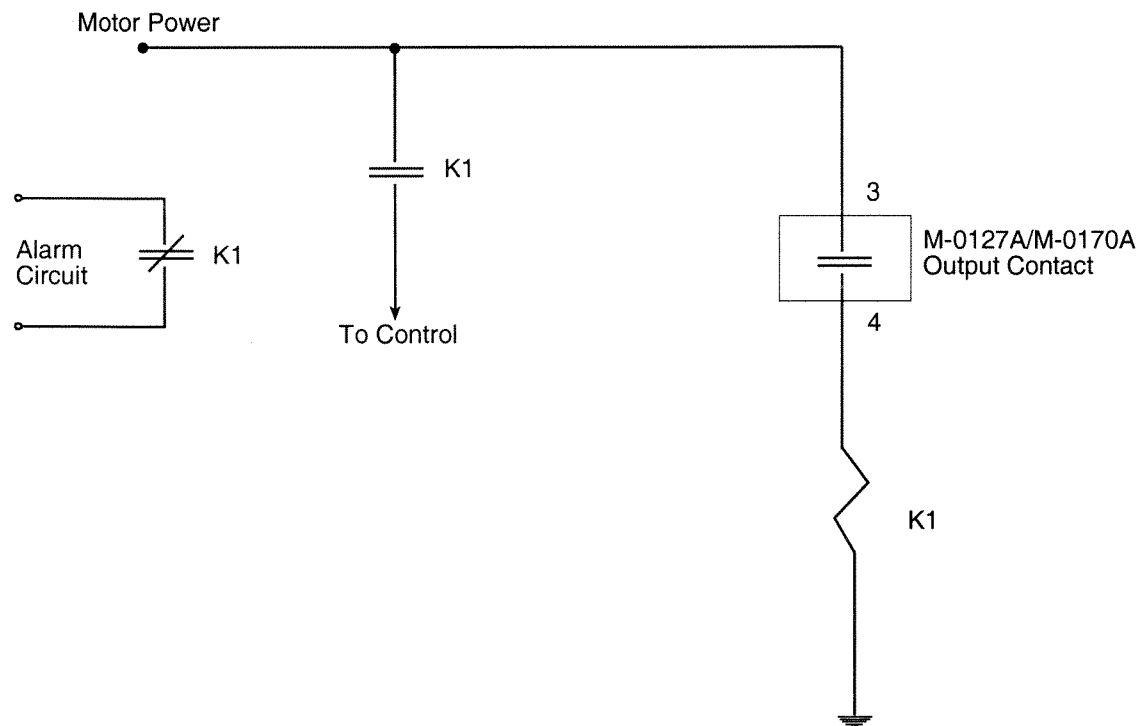 Motor Power
K1
3
Alarm
Circuit
K1
M-0127A/M-0170A
Output Contact
4
To Control
K1